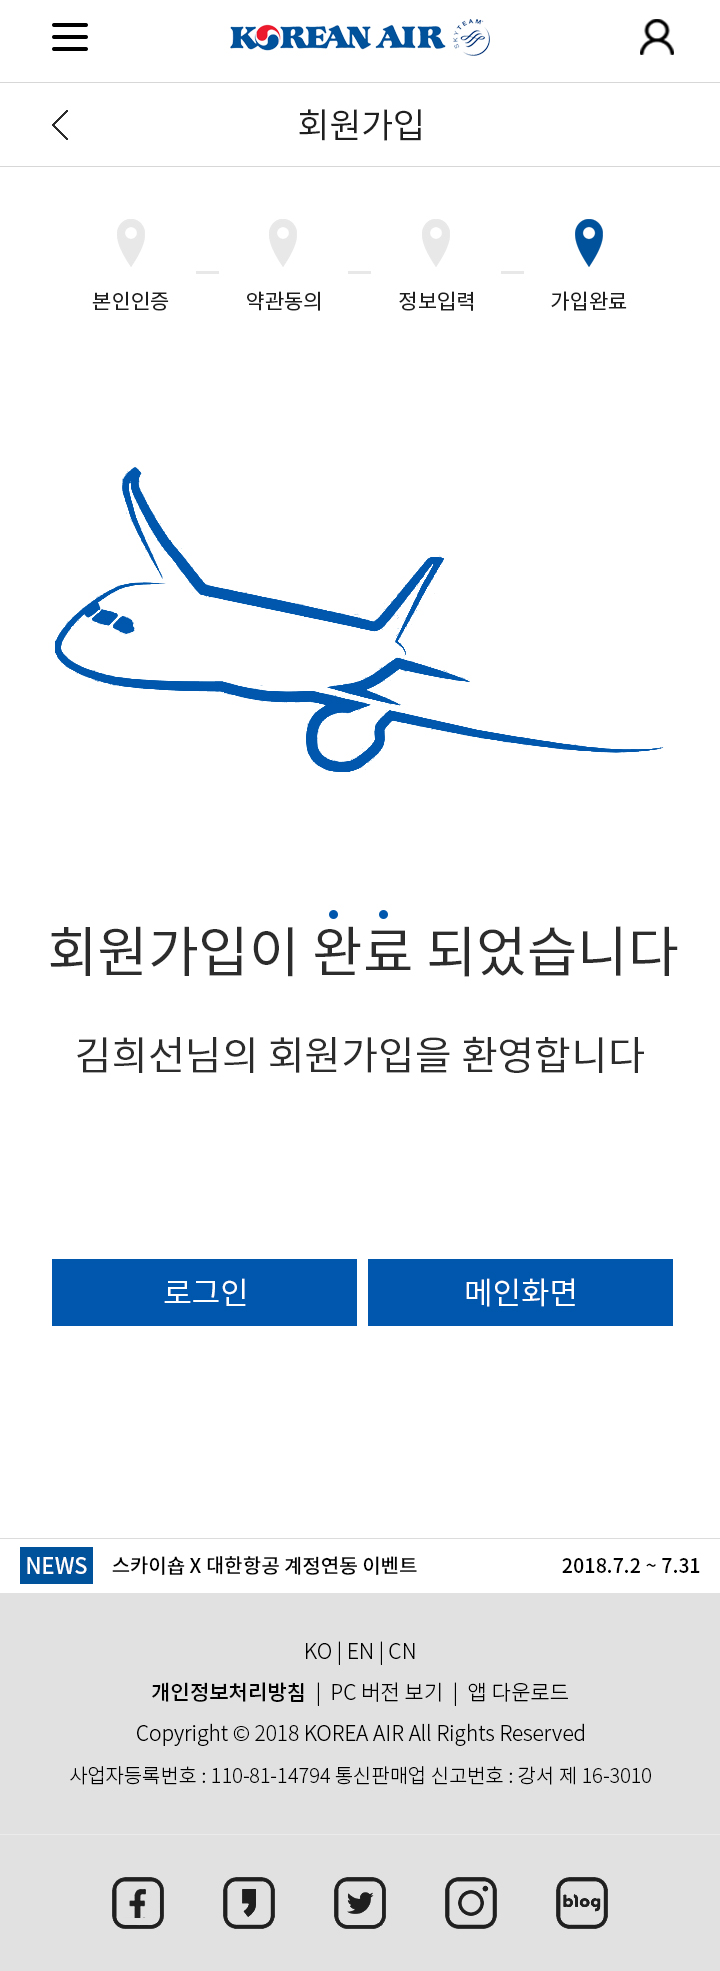 KOREAN AIR SKYTEAM
회원가입
본인인증 약관동의 정보입력 가입완료
회원가입이 완료 되었습니다
김희선님의 회원가입을 환영합니다
로그인 메인화면
NEWS 스카이숍 X 대한항공 계정연동 이벤트 2018.7.2 ~ 7.31
KO | EN | CN
개인정보처리방침 | PC 버전 보기 | 앱 다운로드
Copyright © 2018 KOREA AIR All Rights Reserved
사업자등록번호 : 110-81-14794 통신판매업 신고번호 : 강서 제 16-3010
blog